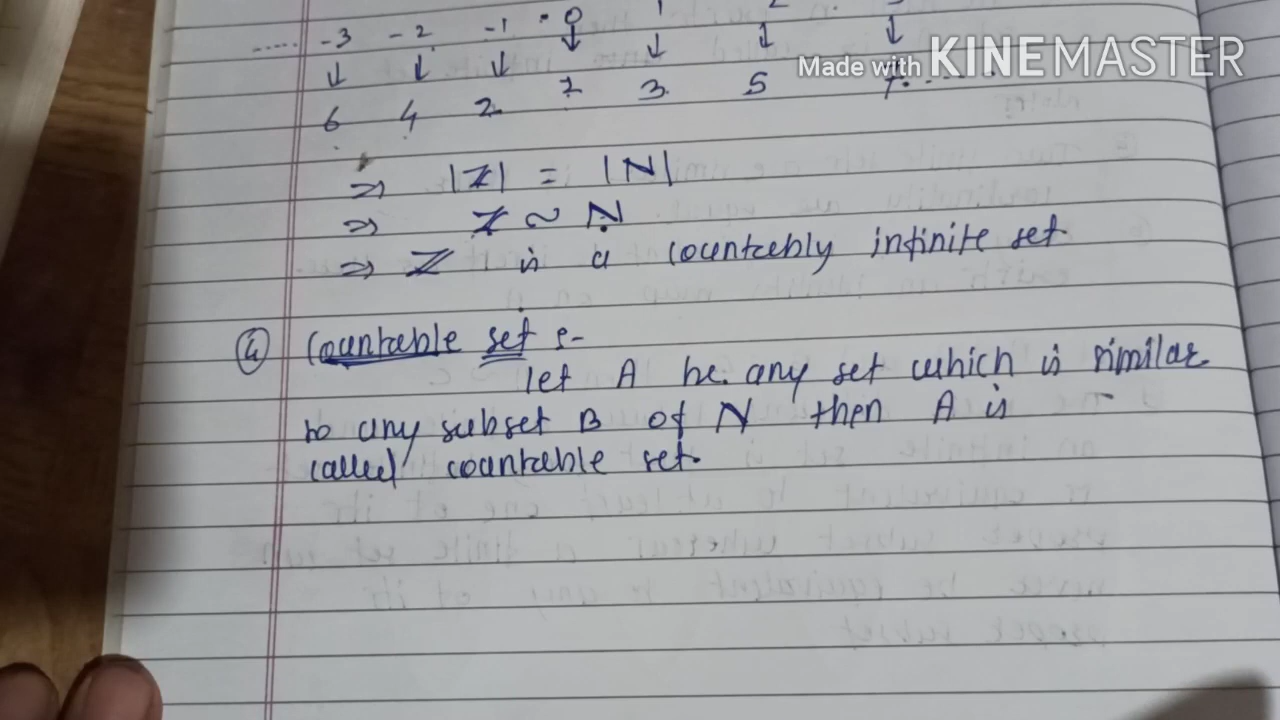 ..... -3 -2 -1 0 1 2 3
↓ ↓ ↓ ↓ ↓ ↓ ↓
6 4 2 1 3 5 7 .....
Made with KINEMASTER
⇒ |Z| = |N|
⇒ Z ~ N
⇒ Z is a countably infinite set
④ Countable set :-
let A be any set which is similar
to any subset B of N then A is
called countable set.